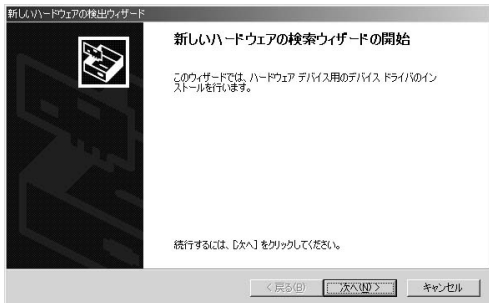 新しいハードウェアの検出ウィザード
新しいハードウェアの検索ウィザードの開始
このウィザードでは、ハードウェア デバイス用のデバイス ドライバのイン
ストールを行います。
続行するには、[次へ] をクリックしてください。
< 戻る(B)
次へ(N) >
キャンセル